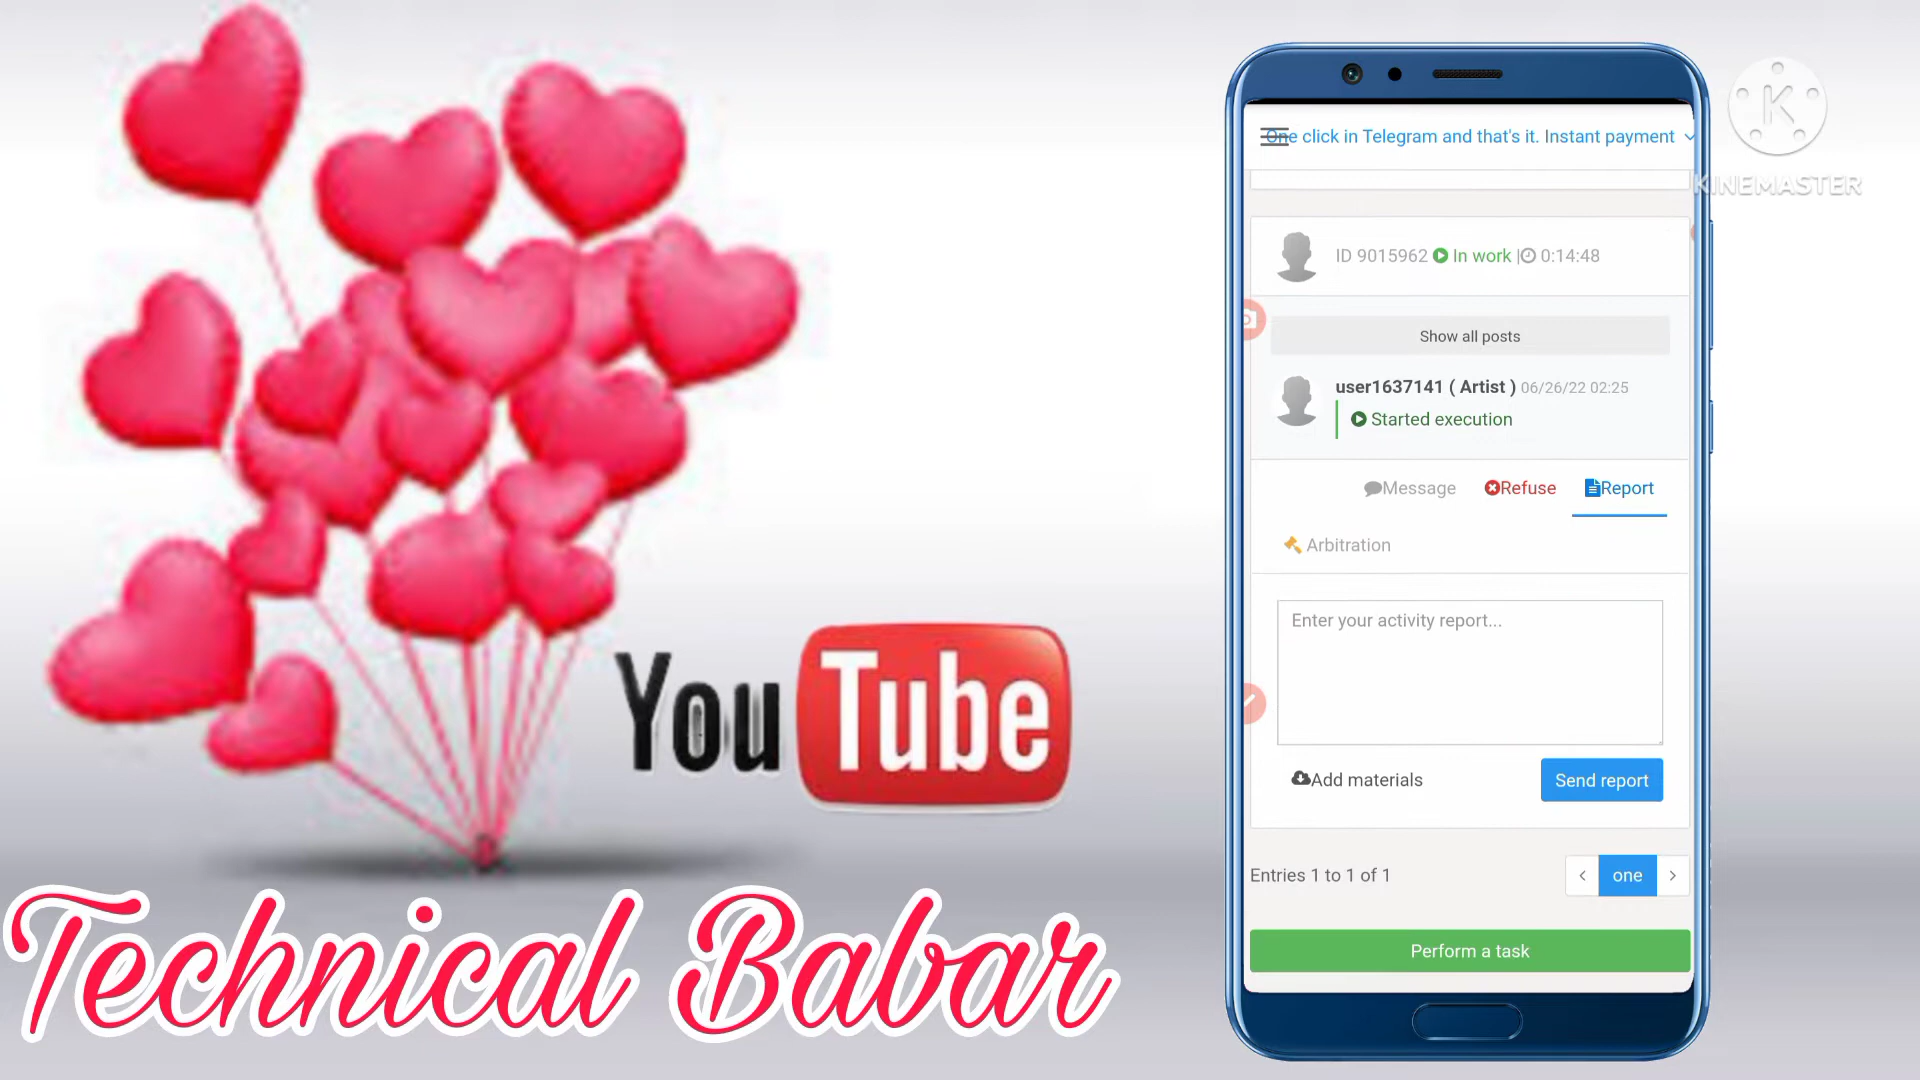 YouTube
Technical Babar
One click in Telegram and that's it. Instant payment
ID 9015962 In work | 0:14:48
Show all posts
user1637141 ( Artist ) 06/26/22 02:25
Started execution
Message Refuse Report
Arbitration
Enter your activity report...
Add materials
Send report
Entries 1 to 1 of 1
< one >
Perform a task
K
KINEMASTER